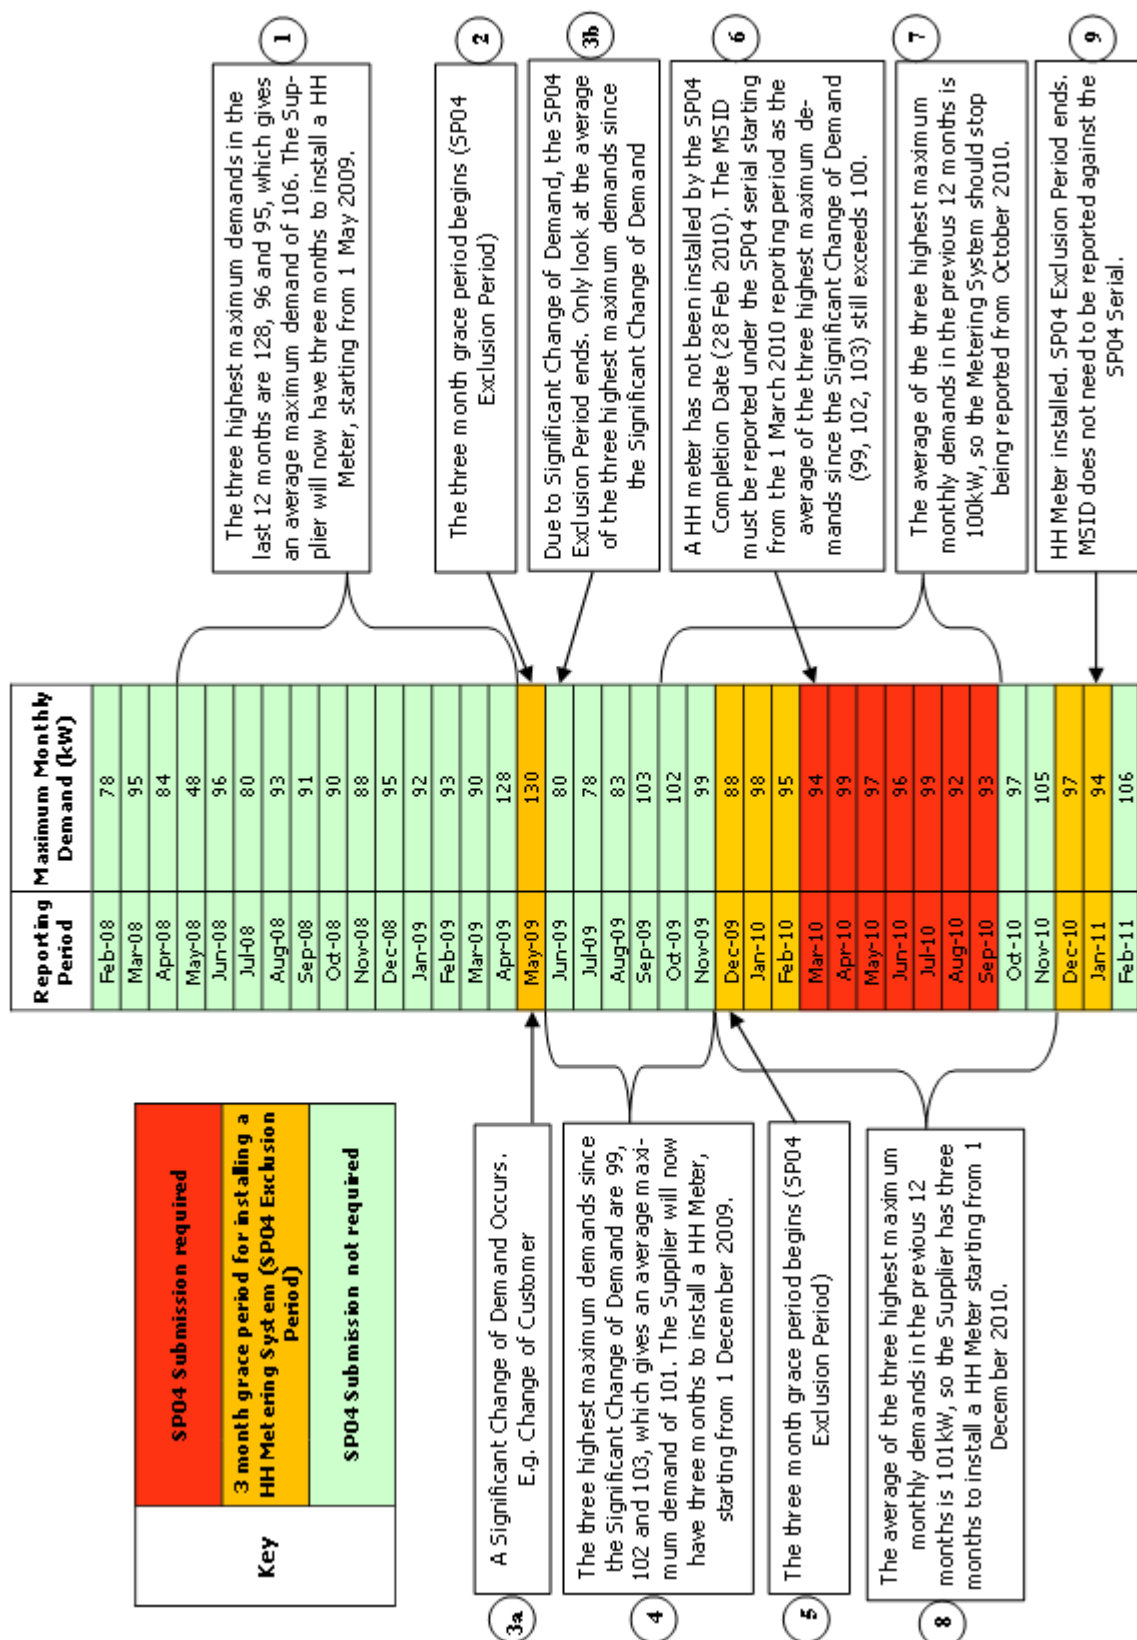 1
The three highest maximum demands in the
last 12 months are 128, 96 and 95, which gives
an average maximum demand of 106. The Sup-
plier will now have three months to install a HH
Meter, starting from 1 May 2009.
2
The three month grace period begins (SP04
Exclusion Period)
3b
Due to Significant Change of Demand, the SP04
Exclusion Period ends. Only look at the average
of the three highest maximum demands since
the Significant Change of Demand
6
A HH meter has not been installed by the SP04
Completion Date (28 Feb 2010). The MSID
must be reported under the SP04 serial starting
from the 1 March 2010 reporting period as the
average of the three highest maximum de-
mands since the Significant Change of Demand
(99, 102, 103) still exceeds 100.
7
The average of the three highest maximum
monthly demands in the previous 12 months is
100kW, so the Metering System should stop
being reported from October 2010.
9
HH Meter installed. SP04 Exclusion Period ends.
MSID does not need to be reported against the
SP04 Serial.
Reporting Period Maximum Monthly Demand (kW)
Feb-08 78
Mar-08 95
Apr-08 84
May-08 48
Jun-08 96
Jul-08 80
Aug-08 93
Sep-08 91
Oct-08 90
Nov-08 88
Dec-08 95
Jan-09 92
Feb-09 93
Mar-09 90
Apr-09 128
May-09 130
Jun-09 80
Jul-09 78
Aug-09 83
Sep-09 103
Oct-09 102
Nov-09 99
Dec-09 88
Jan-10 98
Feb-10 95
Mar-10 94
Apr-10 99
May-10 97
Jun-10 96
Jul-10 99
Aug-10 92
Sep-10 93
Oct-10 97
Nov-10 105
Dec-10 97
Jan-11 94
Feb-11 106
Key
SP04 Submission required
3 month grace period for installing a
HH Metering System (SP04 Exclusion
Period)
SP04 Submission not required
3a
A Significant Change of Demand Occurs.
E.g. Change of Customer
4
The three highest maximum demands since
the Significant Change of Demand are 99,
102 and 103, which gives an average maxi-
mum demand of 101. The Supplier will now
have three months to install a HH Meter,
starting from 1 December 2009.
5
The three month grace period begins (SP04
Exclusion Period)
8
The average of the three highest maximum
monthly demands in the previous 12
months is 101kW, so the Supplier has three
months to install a HH Meter starting from 1
December 2010.